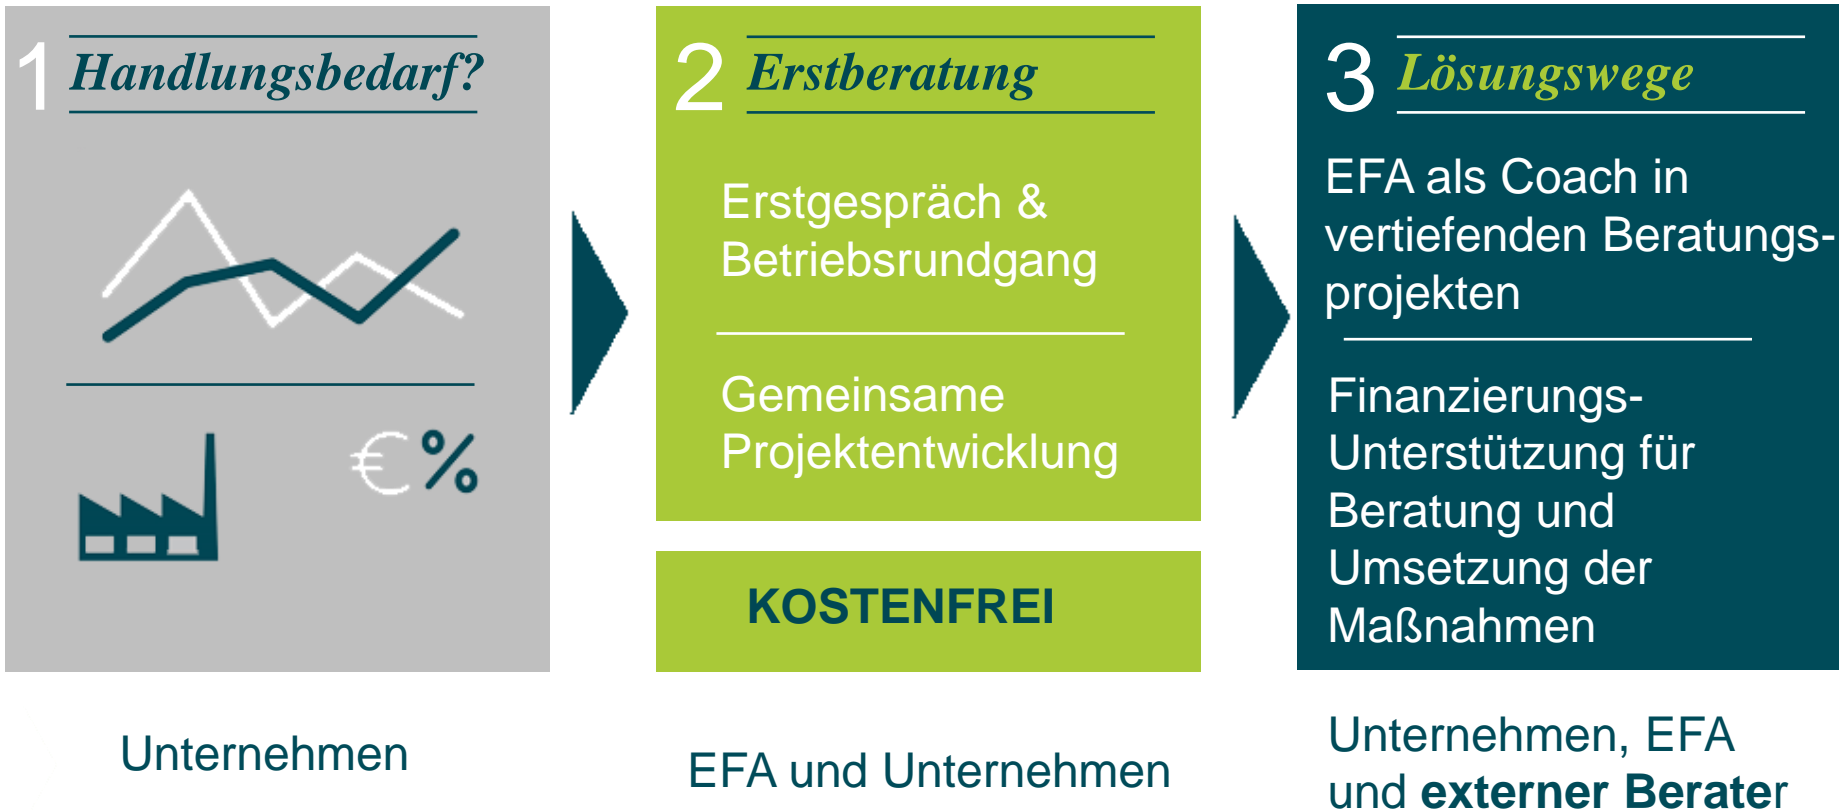 1 Handlungsbedarf?
€%
Unternehmen
2 Erstberatung
Erstgespräch &
Betriebsrundgang
Gemeinsame
Projektentwicklung
KOSTENFREI
EFA und Unternehmen
3 Lösungswege
EFA als Coach in
vertiefenden Beratungs-
projekten
Finanzierungs-
Unterstützung für
Beratung und
Umsetzung der
Maßnahmen
Unternehmen, EFA
und externer Berater